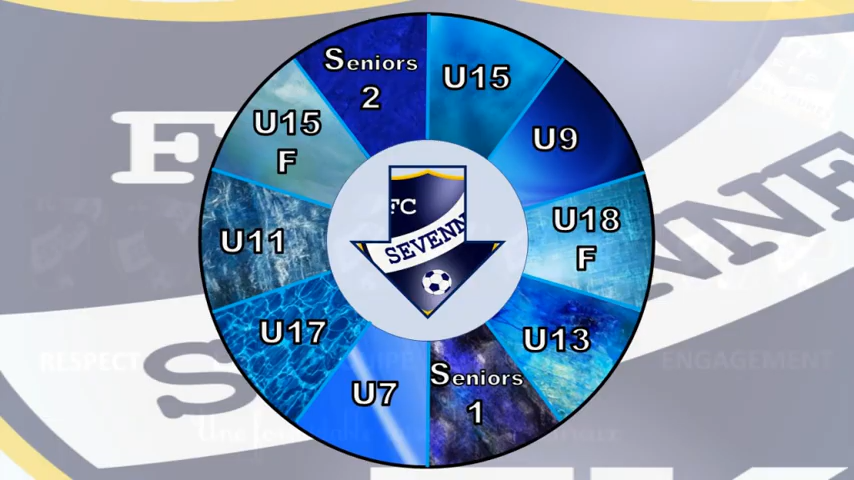 Seniors
2
U15
U9
U18
F
U13
Seniors
1
U7
U17
U11
U15
F
FC
SEVENN
RESPECT
ENGAGEMENT